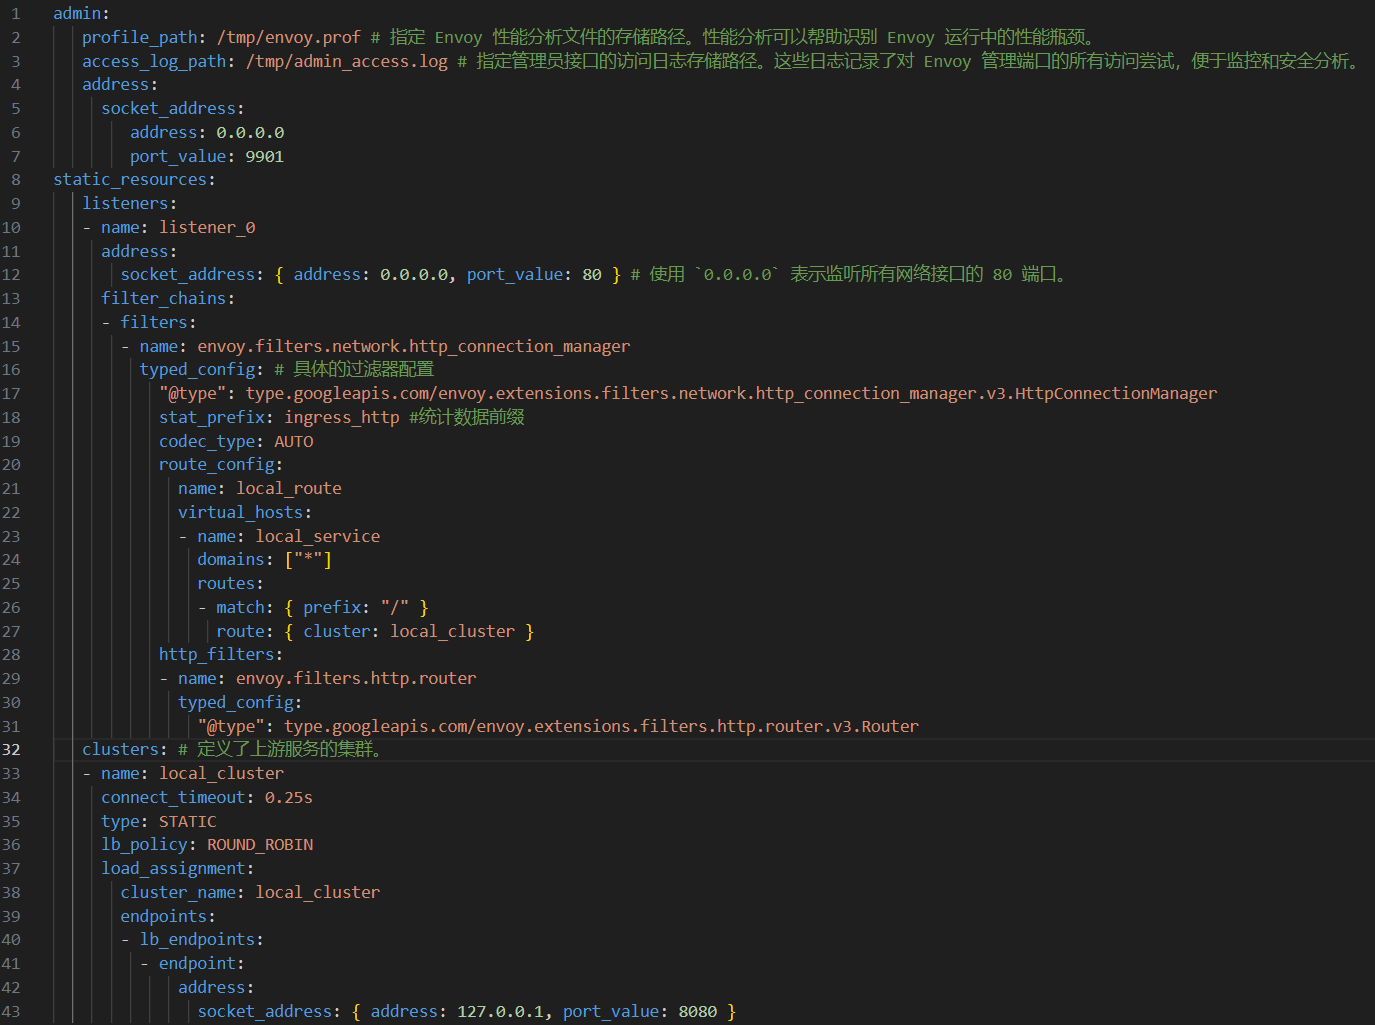 1 admin:
2 profile_path: /tmp/envoy.prof # 指定 Envoy 性能分析文件的存储路径。性能分析可以帮助识别 Envoy 运行中的性能瓶颈。
3 access_log_path: /tmp/admin_access.log # 指定管理员接口的访问日志存储路径。这些日志记录了对 Envoy 管理端口的所有访问尝试，便于监控和安全分析。
4 address:
5 socket_address:
6 address: 0.0.0.0
7 port_value: 9901
8 static_resources:
9 listeners:
10 - name: listener_0
11 address:
12 socket_address: { address: 0.0.0.0, port_value: 80 } # 使用 `0.0.0.0` 表示监听所有网络接口的 80 端口。
13 filter_chains:
14 - filters:
15 - name: envoy.filters.network.http_connection_manager
16 typed_config: # 具体的过滤器配置
17 "@type": type.googleapis.com/envoy.extensions.filters.network.http_connection_manager.v3.HttpConnectionManager
18 stat_prefix: ingress_http #统计数据前缀
19 codec_type: AUTO
20 route_config:
21 name: local_route
22 virtual_hosts:
23 - name: local_service
24 domains: ["*"]
25 routes:
26 - match: { prefix: "/" }
27 route: { cluster: local_cluster }
28 http_filters:
29 - name: envoy.filters.http.router
30 typed_config:
31 "@type": type.googleapis.com/envoy.extensions.filters.http.router.v3.Router
32 clusters: # 定义了上游服务的集群。
33 - name: local_cluster
34 connect_timeout: 0.25s
35 type: STATIC
36 lb_policy: ROUND_ROBIN
37 load_assignment:
38 cluster_name: local_cluster
39 endpoints:
40 - lb_endpoints:
41 - endpoint:
42 address:
43 socket_address: { address: 127.0.0.1, port_value: 8080 }